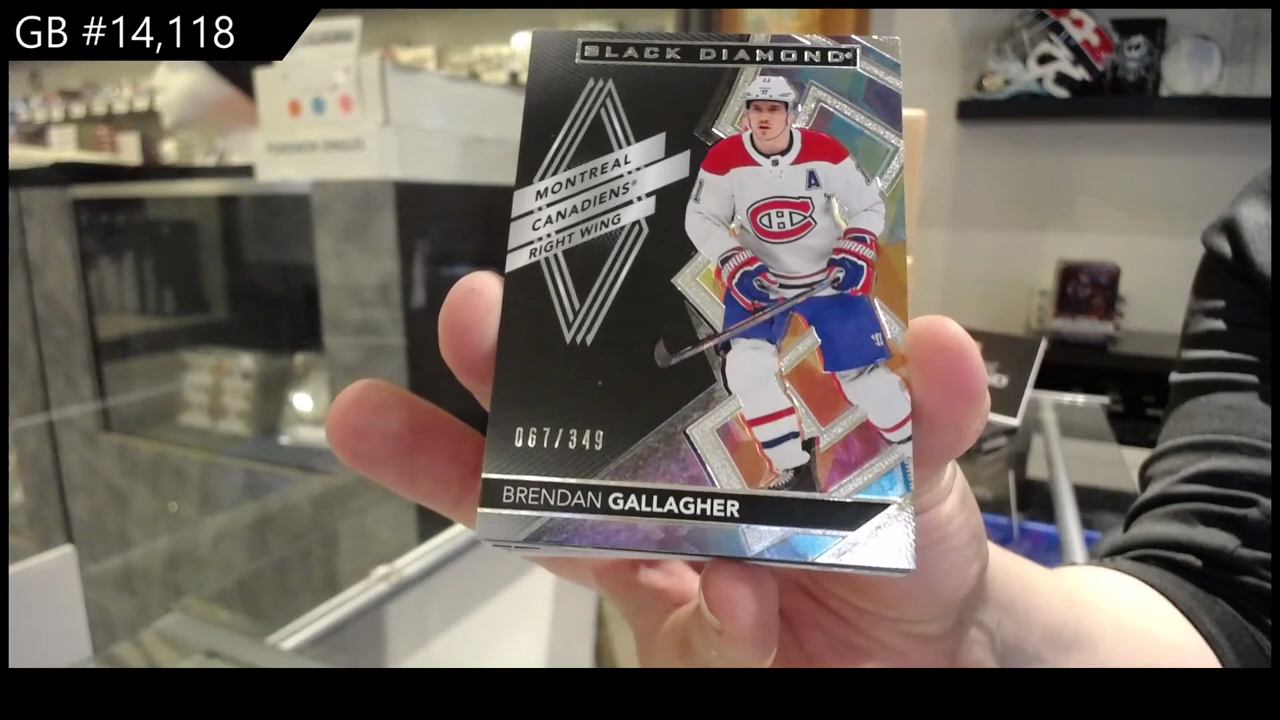 GB #14,118
BLACK DIAMOND
MONTREAL
CANADIENS®
RIGHT WING
A
067/349
BRENDAN GALLAGHER